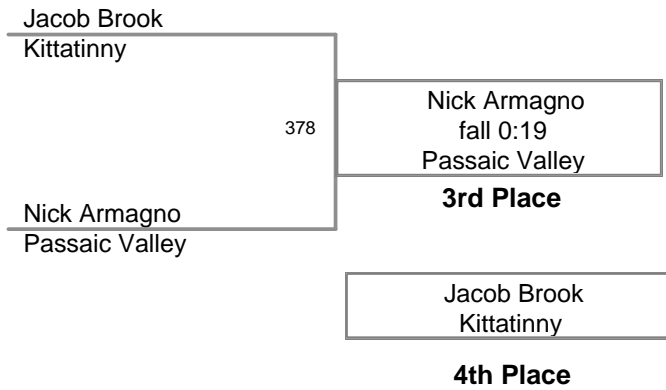 Jacob Brook
Kittatinny
378
Nick Armagno
fall 0:19
Passaic Valley
3rd Place
Nick Armagno
Passaic Valley
Jacob Brook
Kittatinny
4th Place